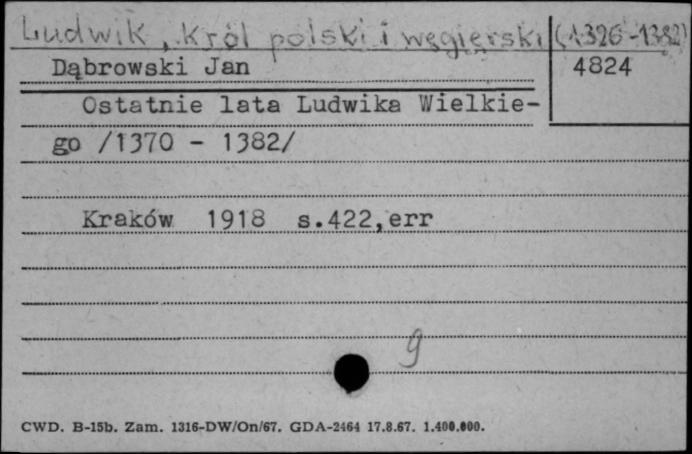 Ludwik, Król polski i węgierski (1326-1382)
Dąbrowski Jan 4824
Ostatnie lata Ludwika Wielkie-
go /1370 - 1382/
Kraków 1918 s.422,err
9
CWD. B-15b. Zam. 1316-DW/On/67. GDA-2464 17.8.67. 1.400.000.